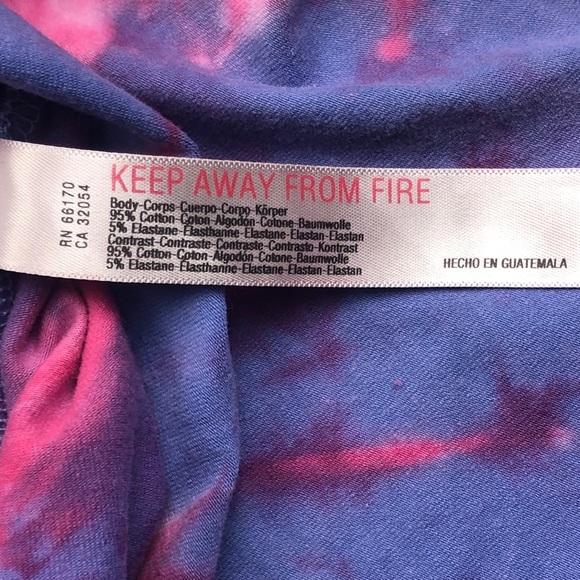 RN 66170
CA 32054
KEEP AWAY FROM FIRE
Body-Corps-Cuerpo-Corpo-Körper
95% Cotton-Coton-Algodón-Cotone-Baumwolle
5% Elastane-Elasthanne-Elastane-Elastan-Elastan
Contrast-Contraste-Contraste-Contrasto-Kontrast
95% Cotton-Coton-Algodón-Cotone-Baumwolle
5% Elastane-Elasthanne-Elastane-Elastan-Elastan
HECHO EN GUATEMALA